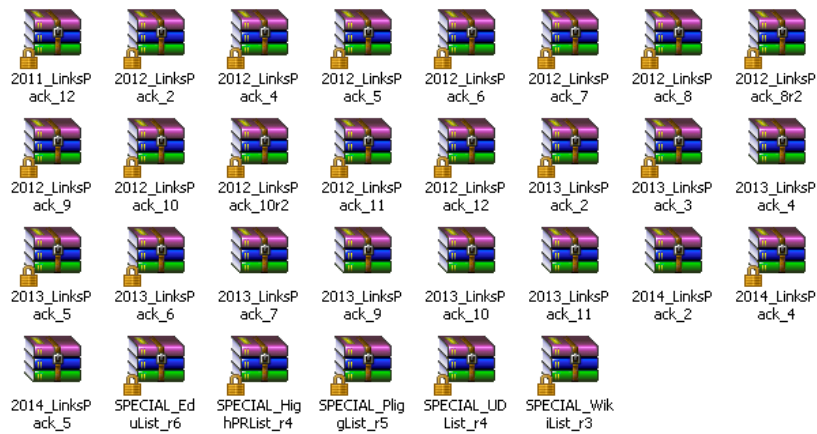 2011_LinksP 2012_LinksP 2012_LinksP 2012_LinksP 2012_LinksP 2012_LinksP 2012_LinksP 2012_LinksP
ack_12 ack_2 ack_4 ack_5 ack_6 ack_7 ack_8 ack_8r2
2012_LinksP 2012_LinksP 2012_LinksP 2012_LinksP 2012_LinksP 2013_LinksP 2013_LinksP 2013_LinksP
ack_9 ack_10 ack_10r2 ack_11 ack_12 ack_2 ack_3 ack_4
2013_LinksP 2013_LinksP 2013_LinksP 2013_LinksP 2013_LinksP 2013_LinksP 2014_LinksP 2014_LinksP
ack_5 ack_6 ack_7 ack_9 ack_10 ack_11 ack_2 ack_4
2014_LinksP SPECIAL_Ed SPECIAL_Hig SPECIAL_Plig SPECIAL_UD SPECIAL_Wik
ack_5 uList_r6 hPRList_r4 gList_r5 List_r4 iList_r3